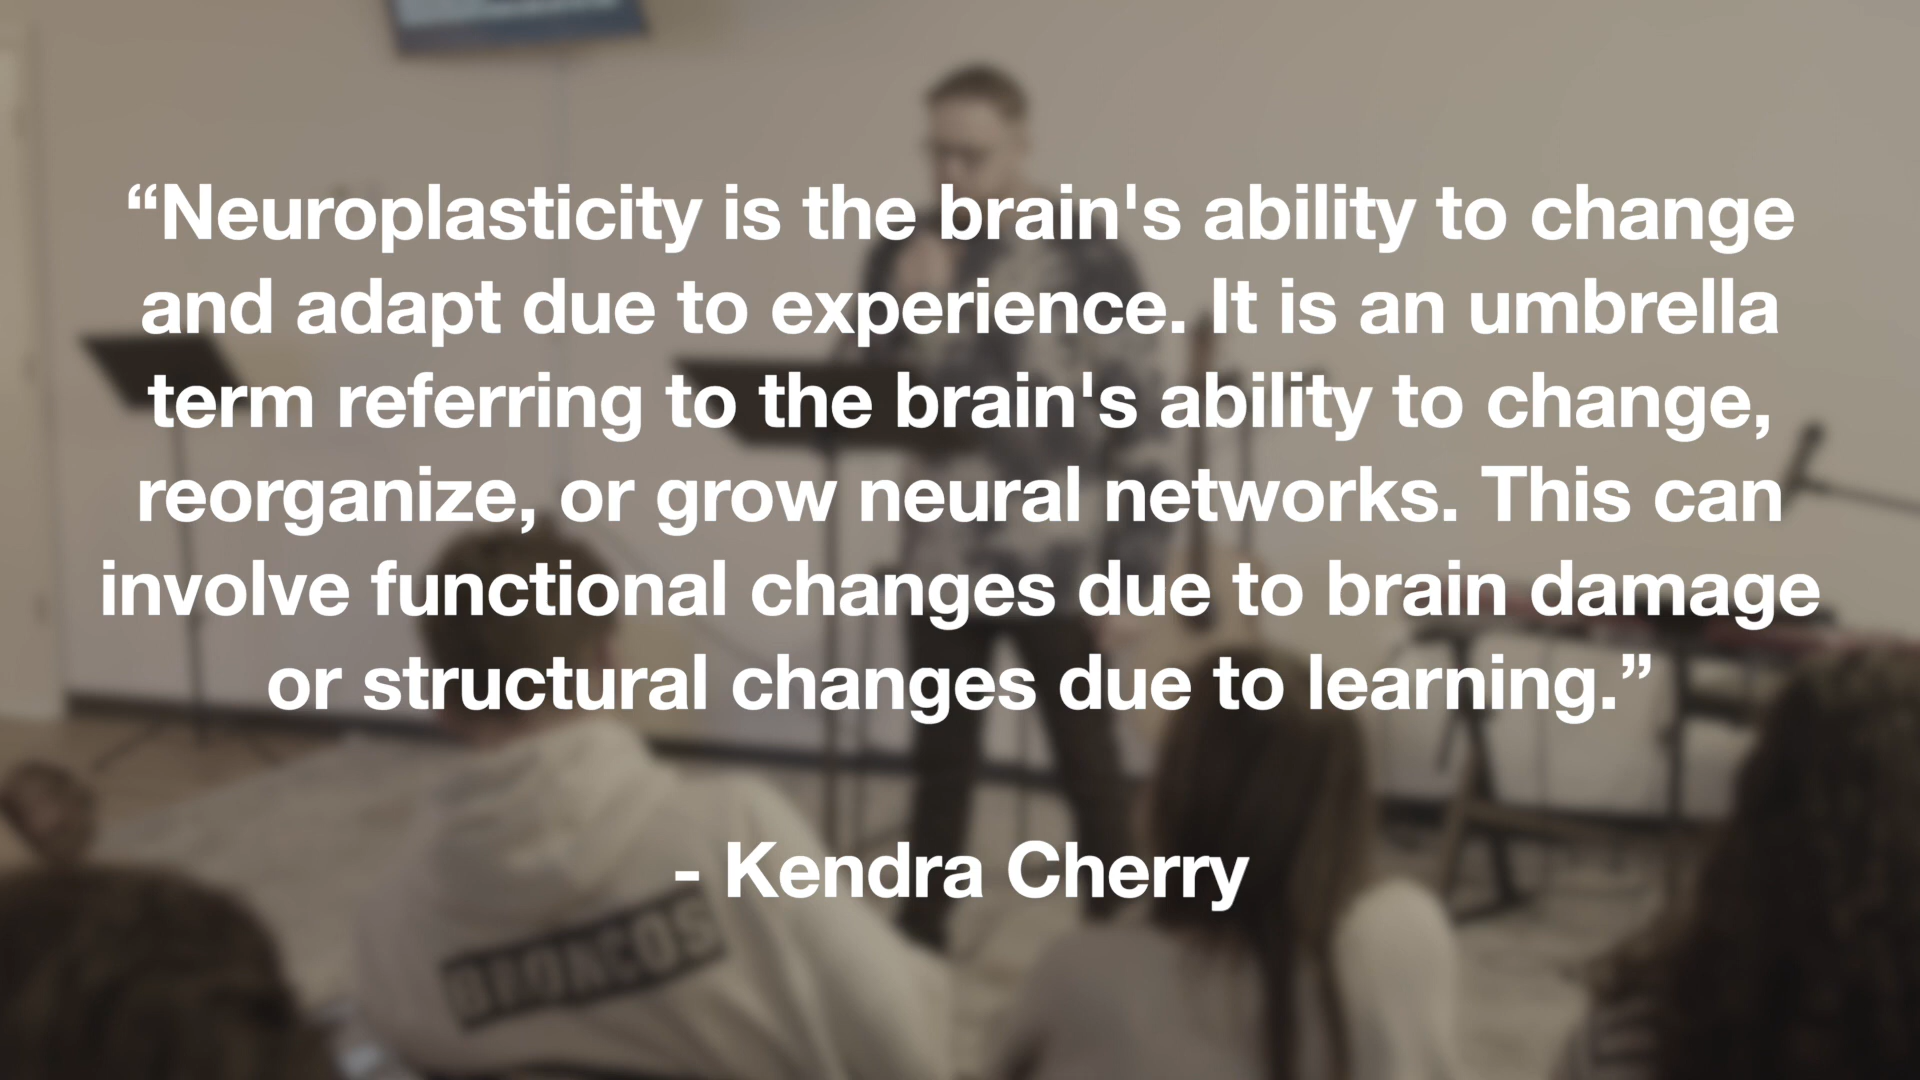 “Neuroplasticity is the brain's ability to change
and adapt due to experience. It is an umbrella
term referring to the brain's ability to change,
reorganize, or grow neural networks. This can
involve functional changes due to brain damage
or structural changes due to learning.”
- Kendra Cherry
BRONCOS